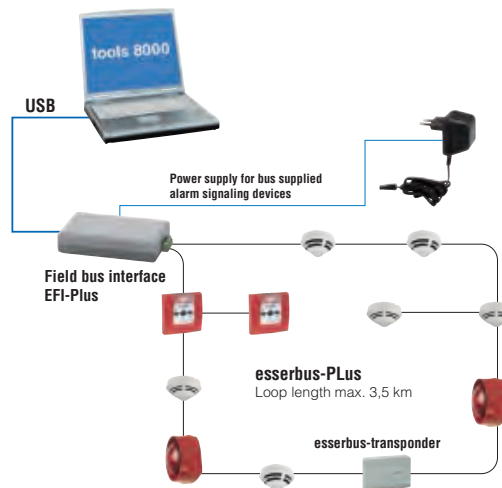 tools 8000
USB
Power supply for bus supplied
alarm signaling devices
Field bus interface
EFI-Plus
esserbus-PLus
Loop length max. 3,5 km
esserbus-transponder